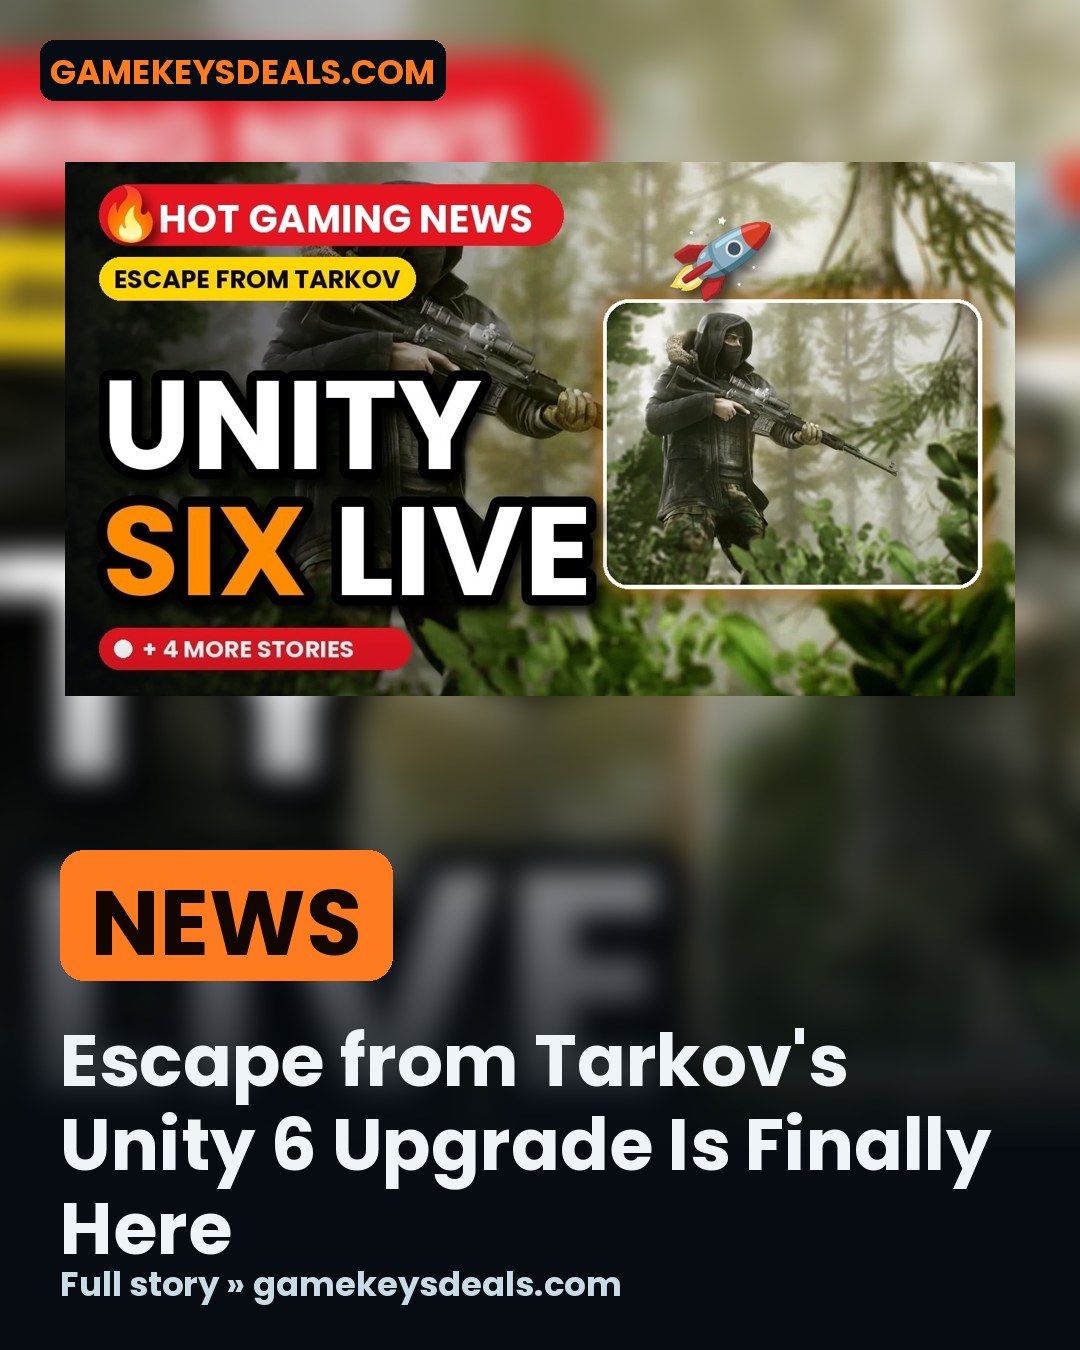 GAMEKEYSDEALS.COM
HOT GAMING NEWS
ESCAPE FROM TARKOV
UNITY
SIX LIVE
+ 4 MORE STORIES
NEWS
Escape from Tarkov's
Unity 6 Upgrade Is Finally
Here
Full story » gamekeysdeals.com